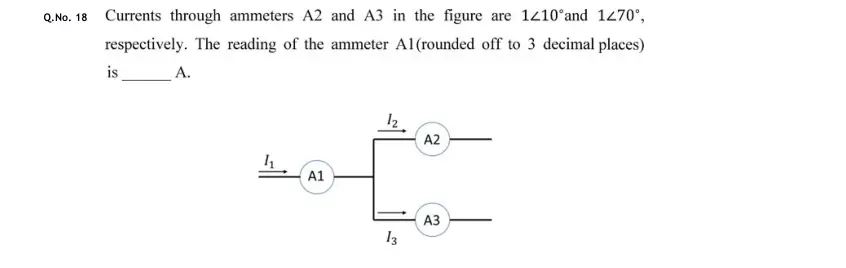 Q.No. 18 Currents through ammeters A2 and A3 in the figure are 1∠10°and 1∠70°,
respectively. The reading of the ammeter A1(rounded off to 3 decimal places)
is ______ A.
I₂
A2
I₁
A1
A3
I₃